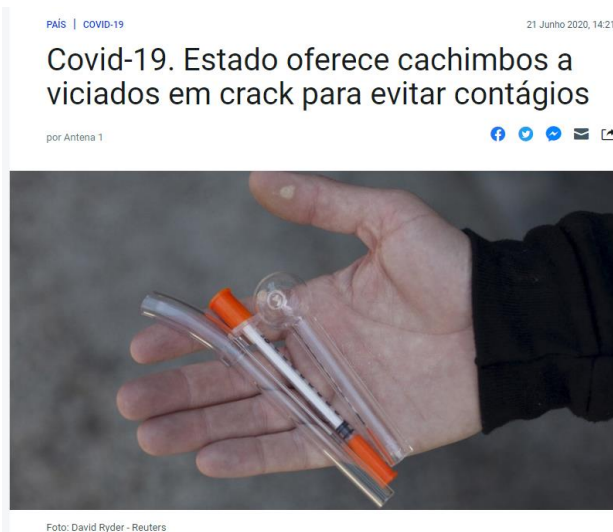 PAÍS | COVID-19
21 Junho 2020, 14:21
Covid-19. Estado oferece cachimbos a
viciados em crack para evitar contágios
por Antena 1
Foto: David Ryder - Reuters